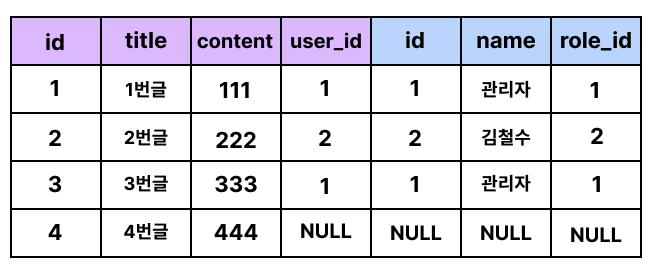 id title content user_id id name role_id
1 1번글 111 1 1 관리자 1
2 2번글 222 2 2 김철수 2
3 3번글 333 1 1 관리자 1
4 4번글 444 NULL NULL NULL NULL